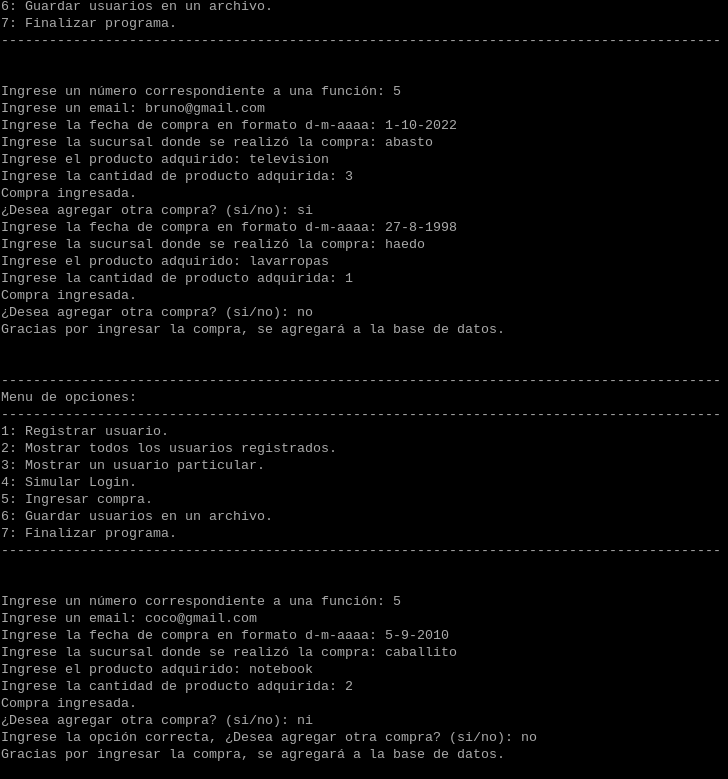 6: Guardar usuarios en un archivo.
7: Finalizar programa.
------------------------------------------------------------------------------------------
Ingrese un número correspondiente a una función: 5
Ingrese un email: bruno@gmail.com
Ingrese la fecha de compra en formato d-m-aaaa: 1-10-2022
Ingrese la sucursal donde se realizó la compra: abasto
Ingrese el producto adquirido: television
Ingrese la cantidad de producto adquirida: 3
Compra ingresada.
¿Desea agregar otra compra? (si/no): si
Ingrese la fecha de compra en formato d-m-aaaa: 27-8-1998
Ingrese la sucursal donde se realizó la compra: haedo
Ingrese el producto adquirido: lavarropas
Ingrese la cantidad de producto adquirida: 1
Compra ingresada.
¿Desea agregar otra compra? (si/no): no
Gracias por ingresar la compra, se agregará a la base de datos.
------------------------------------------------------------------------------------------
Menu de opciones:
------------------------------------------------------------------------------------------
1: Registrar usuario.
2: Mostrar todos los usuarios registrados.
3: Mostrar un usuario particular.
4: Simular Login.
5: Ingresar compra.
6: Guardar usuarios en un archivo.
7: Finalizar programa.
------------------------------------------------------------------------------------------
Ingrese un número correspondiente a una función: 5
Ingrese un email: coco@gmail.com
Ingrese la fecha de compra en formato d-m-aaaa: 5-9-2010
Ingrese la sucursal donde se realizó la compra: caballito
Ingrese el producto adquirido: notebook
Ingrese la cantidad de producto adquirida: 2
Compra ingresada.
¿Desea agregar otra compra? (si/no): ni
Ingrese la opción correcta, ¿Desea agregar otra compra? (si/no): no
Gracias por ingresar la compra, se agregará a la base de datos.